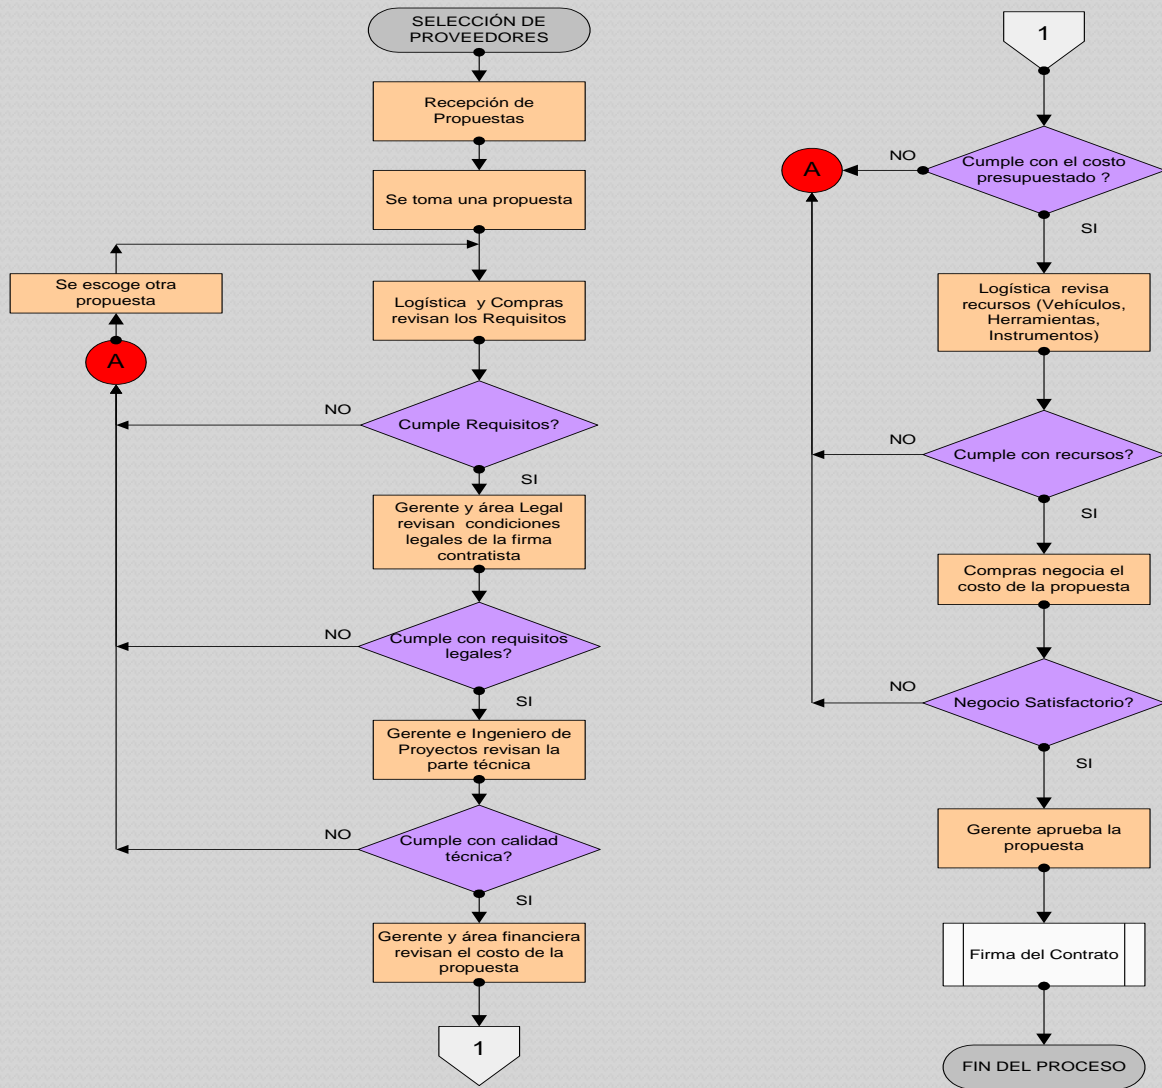 SELECCIÓN DE
PROVEEDORES
Recepción de
Propuestas
Se toma una propuesta
Se escoge otra
propuesta
Logística y Compras
revisan los Requisitos
A
NO
Cumple Requisitos?
SI
Gerente y área Legal
revisan condiciones
legales de la firma
contratista
NO
Cumple con requisitos
legales?
SI
Gerente e Ingeniero de
Proyectos revisan la
parte técnica
NO
Cumple con calidad
técnica?
SI
Gerente y área financiera
revisan el costo de la
propuesta
1
1
A
NO
Cumple con el costo
presupuestado ?
SI
Logística revisa
recursos (Vehículos,
Herramientas,
Instrumentos)
NO
Cumple con recursos?
SI
Compras negocia el
costo de la propuesta
NO
Negocio Satisfactorio?
SI
Gerente aprueba la
propuesta
Firma del Contrato
FIN DEL PROCESO